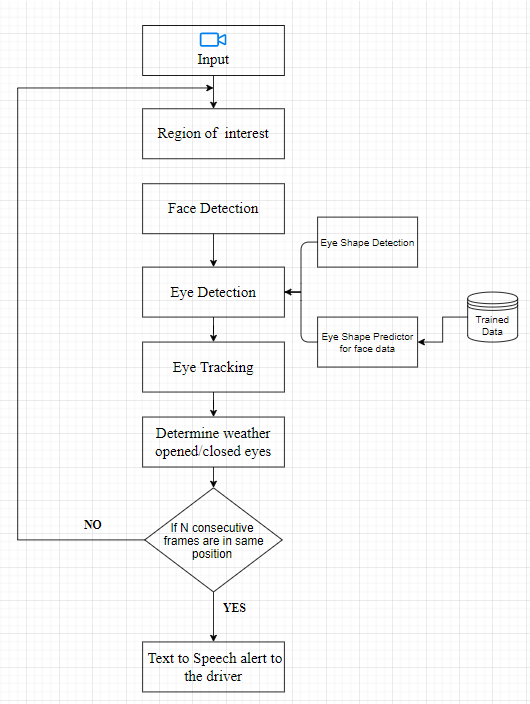 Input
Region of interest
Face Detection
Eye Shape Detection
Eye Detection
Trained
Data
Eye Shape Predictor
for face data
Eye Tracking
Determine weather
opened/closed eyes
If N consecutive
frames are in same
position
NO
YES
Text to Speech alert to
the driver